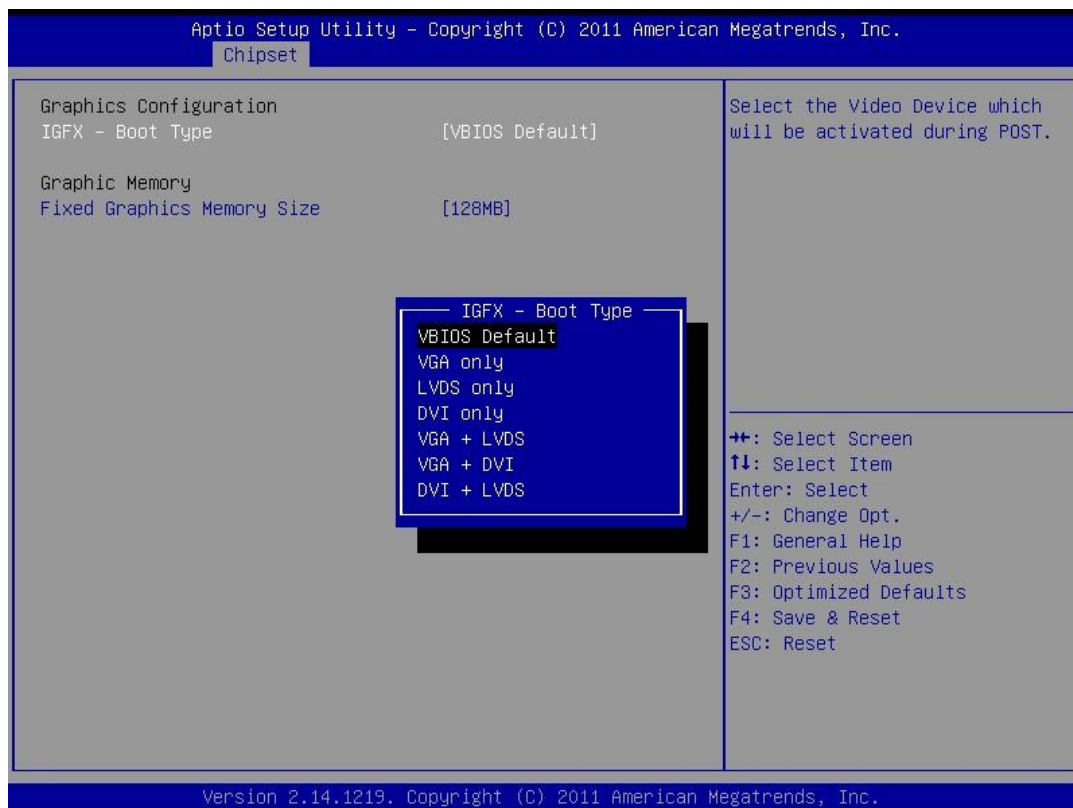 Aptio Setup Utility – Copyright (C) 2011 American Megatrends, Inc.
Chipset
Graphics Configuration
IGFX – Boot Type [VBIOS Default]
Graphic Memory
Fixed Graphics Memory Size [128MB]
IGFX – Boot Type
VBIOS Default
VGA only
LVDS only
DVI only
VGA + LVDS
VGA + DVI
DVI + LVDS
Select the Video Device which
will be activated during POST.
→←: Select Screen
↑↓: Select Item
Enter: Select
+/-: Change Opt.
F1: General Help
F2: Previous Values
F3: Optimized Defaults
F4: Save & Reset
ESC: Reset
Version 2.14.1219. Copyright (C) 2011 American Megatrends, Inc.